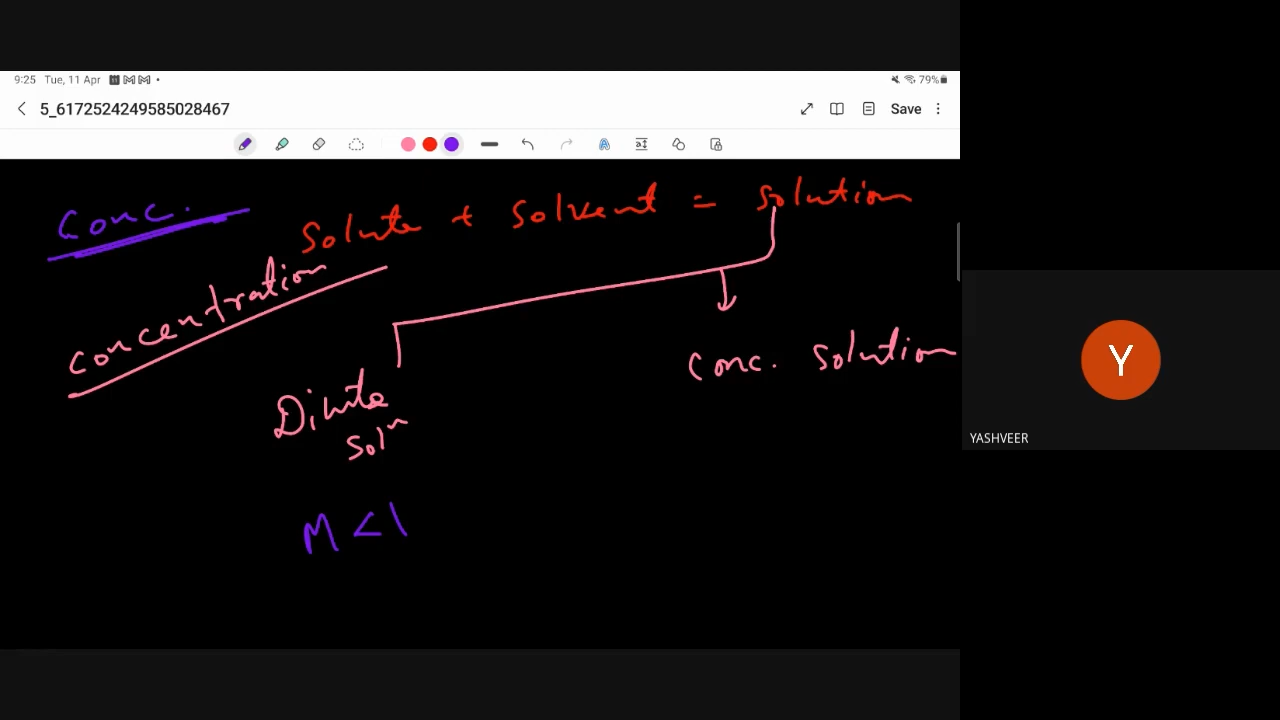 9:25 Tue, 11 Apr
79%
5_6172524249585028467
Save
Conc.
Solute + Solvent = Solution
Concentration
Conc. Solution
Dilute
Solⁿ
M < 1
Y
YASHVEER